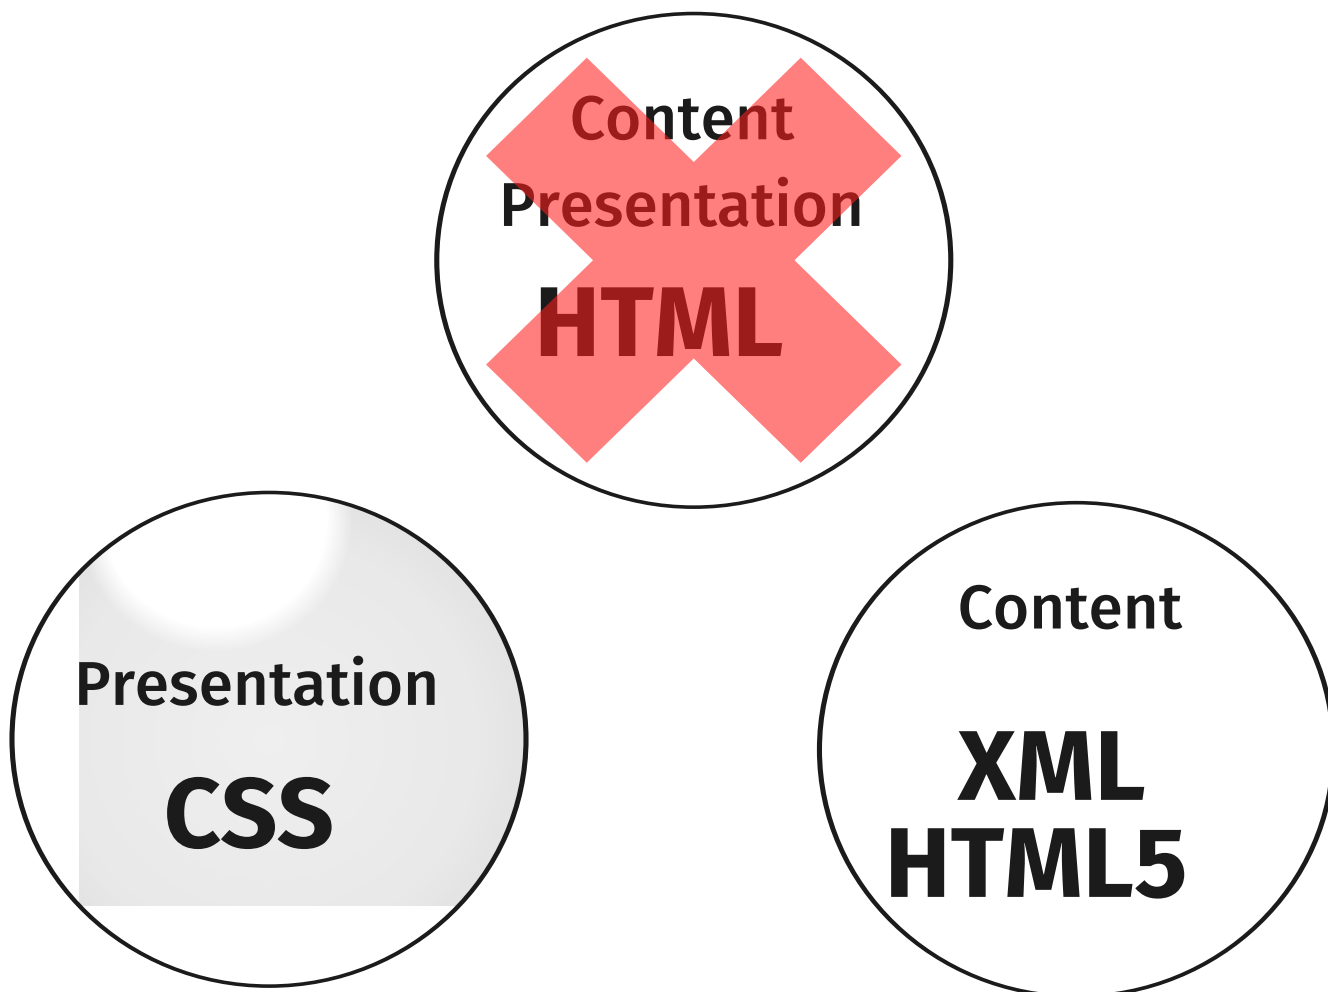 Content
Presentation
HTML
Presentation
CSS
Content
XML
HTML5